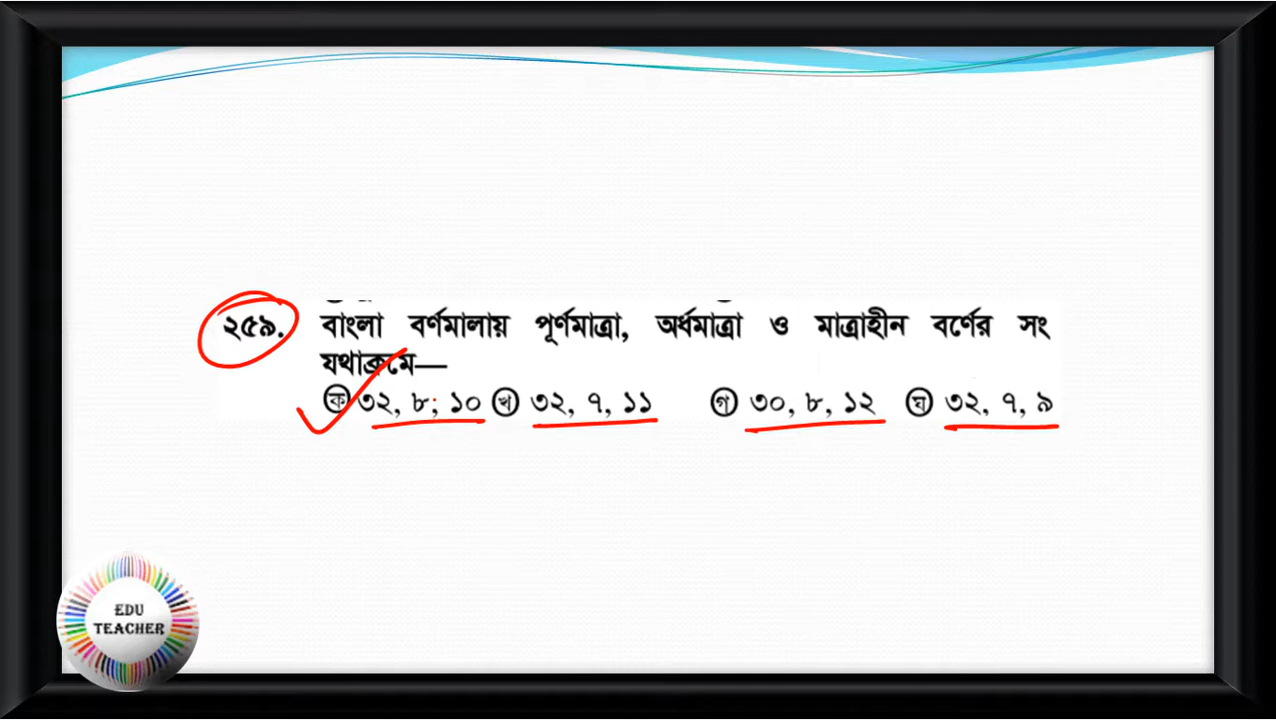 ২৫৯. বাংলা বর্ণমালায় পূর্ণমাত্রা, অর্ধমাত্রা ও মাত্রাহীন বর্ণের সং
যথাক্রমে—
ক ৩২, ৮; ১০ খ ৩২, ৭, ১১ গ ৩০, ৮, ১২ ঘ ৩২, ৭, ৯
EDU
TEACHER